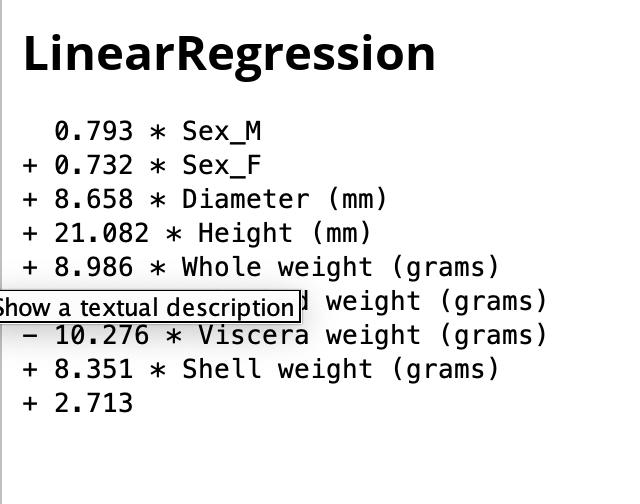 LinearRegression
0.793 * Sex_M
+ 0.732 * Sex_F
+ 8.658 * Diameter (mm)
+ 21.082 * Height (mm)
+ 8.986 * Whole weight (grams)
Show a textual description weight (grams)
- 10.276 * Viscera weight (grams)
+ 8.351 * Shell weight (grams)
+ 2.713